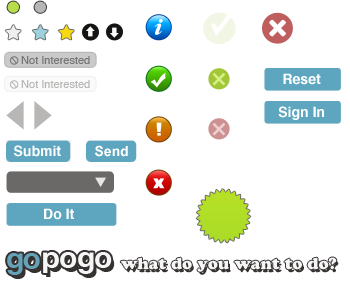 Not Interested
Not Interested
Reset
Sign In
Submit
Send
Do It
gopogo what do you want to do?